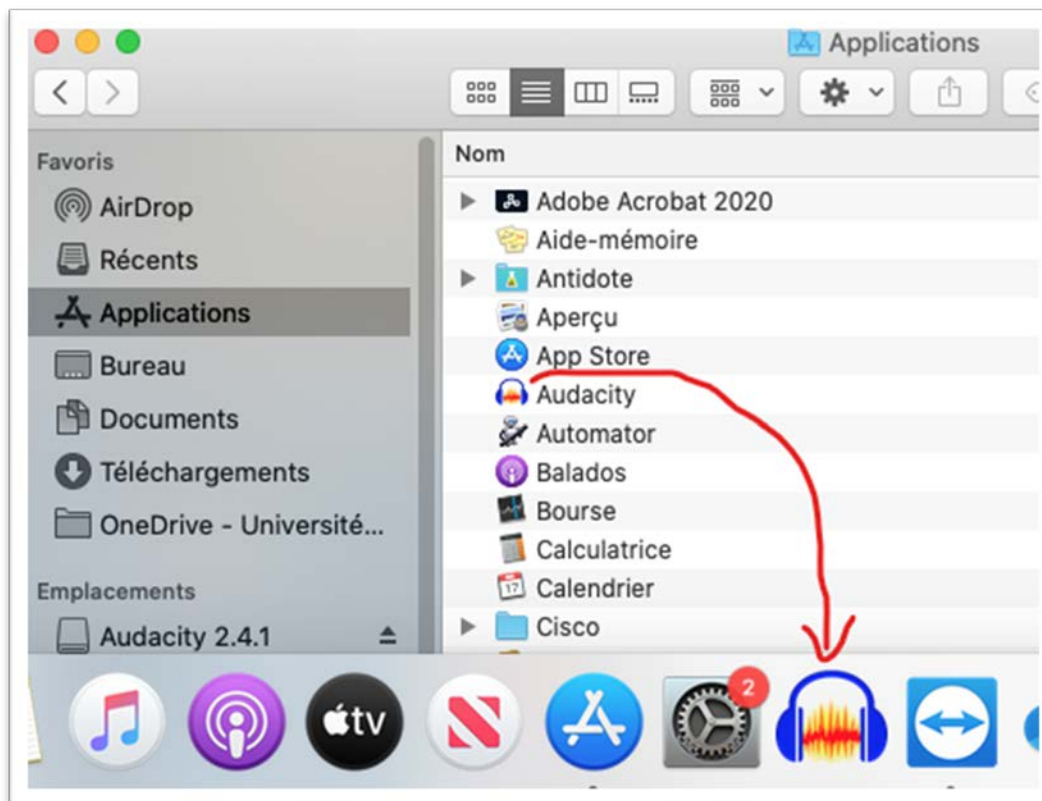 Applications
Favoris
AirDrop
Récents
Applications
Bureau
Documents
Téléchargements
OneDrive - Université...
Emplacements
Audacity 2.4.1
Nom
Adobe Acrobat 2020
Aide-mémoire
Antidote
Aperçu
App Store
Audacity
Automator
Balados
Bourse
Calculatrice
17
Calendrier
Cisco
tv
2